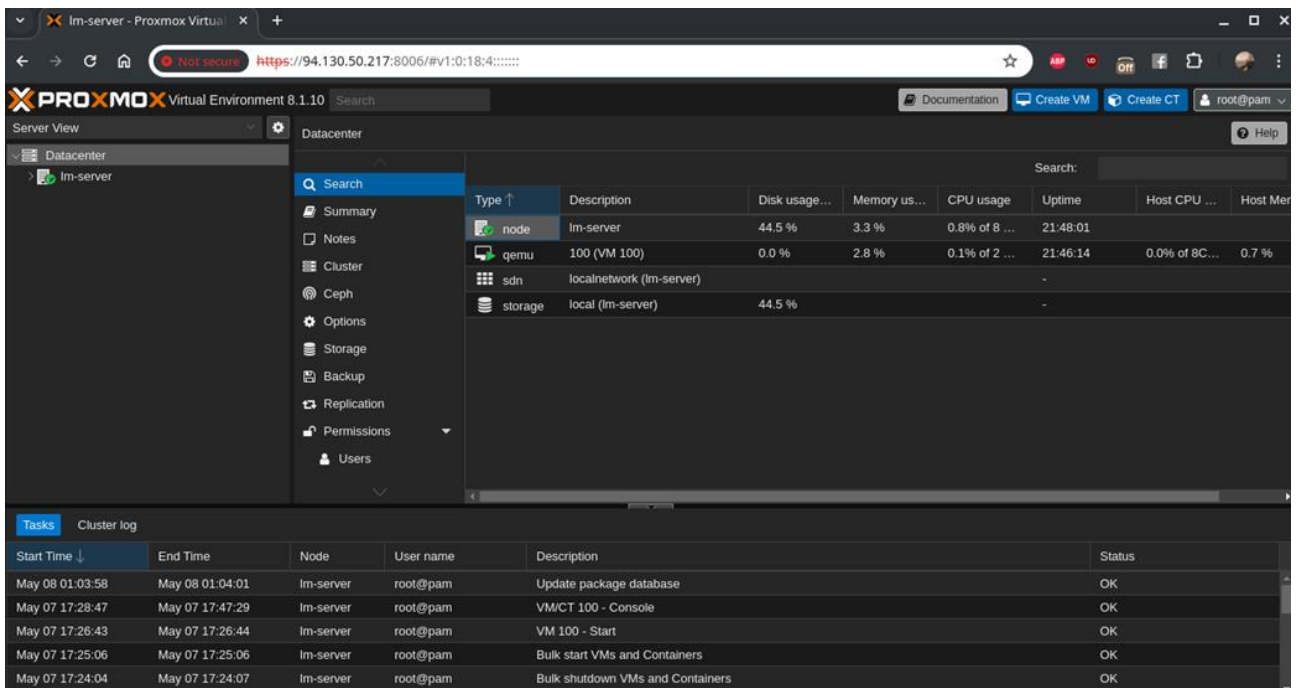 lm-server - Proxmox Virtual
Not secure https://94.130.50.217:8006/#v1:0:18:4:::::::
ABP UD Off
PROXMOX Virtual Environment 8.1.10 Search Documentation Create VM Create CT root@pam
Server View Datacenter Help
Datacenter
lm-server
Search
Summary
Notes
Cluster
Ceph
Options
Storage
Backup
Replication
Permissions
Users
Search:
Type Description Disk usage... Memory us... CPU usage Uptime Host CPU ... Host Mer
node lm-server 44.5 % 3.3 % 0.8% of 8 ... 21:48:01
qemu 100 (VM 100) 0.0 % 2.8 % 0.1% of 2 ... 21:46:14 0.0% of 8C... 0.7 %
sdn localnetwork (lm-server) -
storage local (lm-server) 44.5 % -
Tasks Cluster log
Start Time End Time Node User name Description Status
May 08 01:03:58 May 08 01:04:01 lm-server root@pam Update package database OK
May 07 17:28:47 May 07 17:47:29 lm-server root@pam VM/CT 100 - Console OK
May 07 17:26:43 May 07 17:26:44 lm-server root@pam VM 100 - Start OK
May 07 17:25:06 May 07 17:25:06 lm-server root@pam Bulk start VMs and Containers OK
May 07 17:24:04 May 07 17:24:07 lm-server root@pam Bulk shutdown VMs and Containers OK